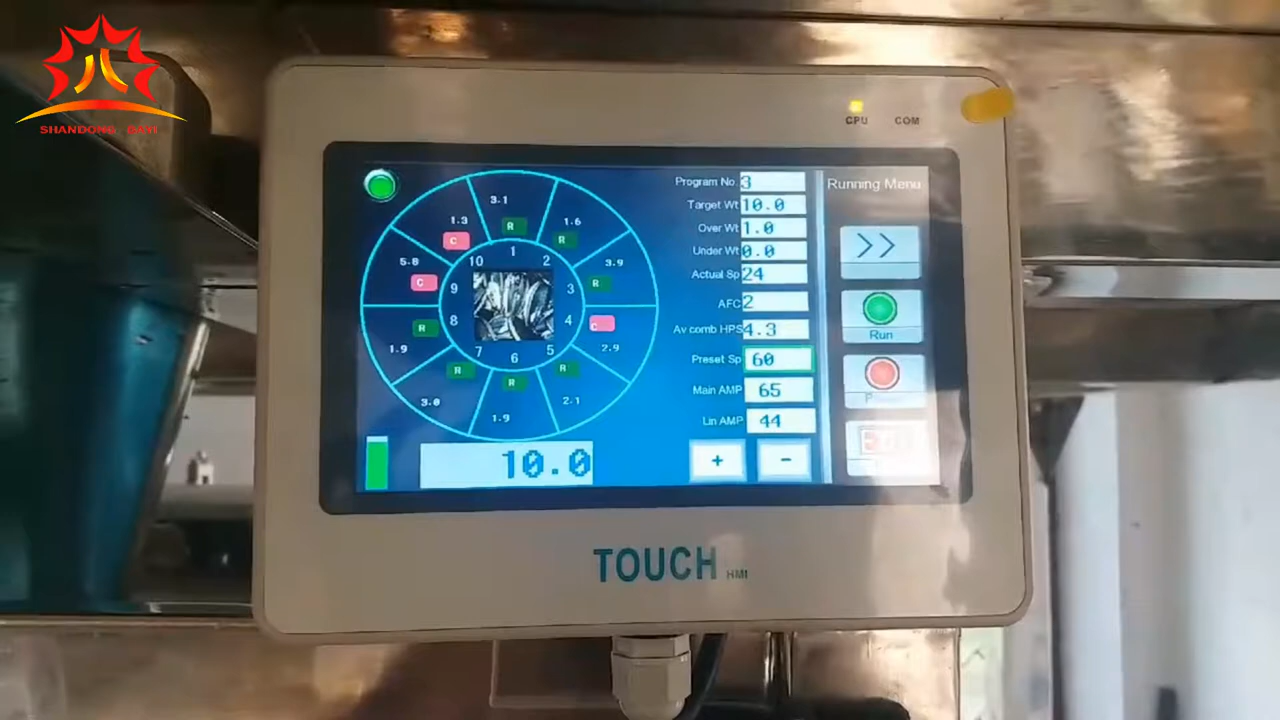 SHANDONG
CPU COM
Running Menu
Program No. 3
Target Wt 10.0
Over Wt 1.0
Under Wt 0.0
Actual Sp 24
AFC 2
Av comb HPS 4.3
Preset Sp 60
Main AMP 65
Lin AMP 44
+ -
>>
Run
P
3.1
1.3 1.6
R
C R
5.8 3.9
10 1 2
C 9 3 R
8 4 C
R 2.9
1.9 7 6 5
R R R
3.0 2.1
1.9
10.0
TOUCH HMI